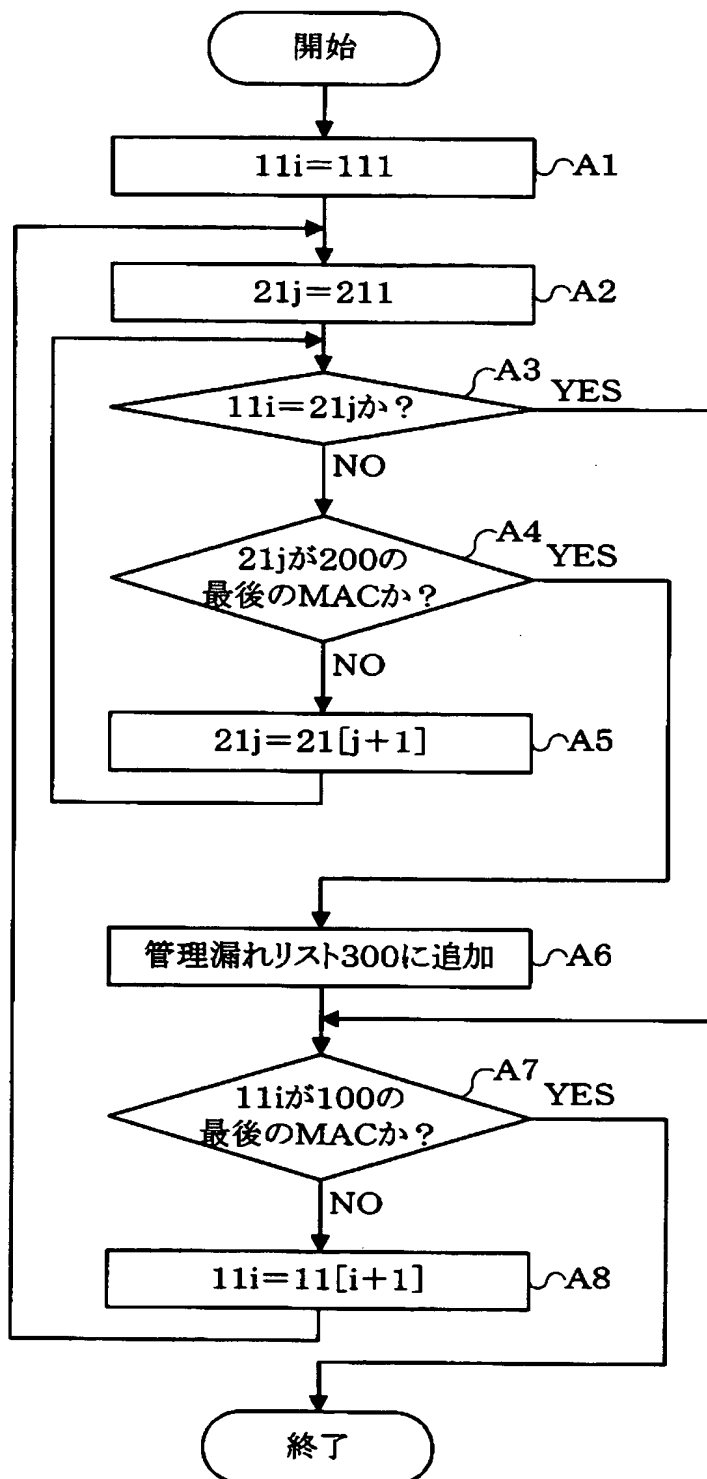 開始
11i=111
A1
21j=211
A2
A3
11i=21jか?
YES
NO
A4
21jが200の
最後のMACか?
YES
NO
21j=21[j+1]
A5
管理漏れリスト300に追加
A6
A7
11iが100の
最後のMACか?
YES
NO
11i=11[i+1]
A8
終了